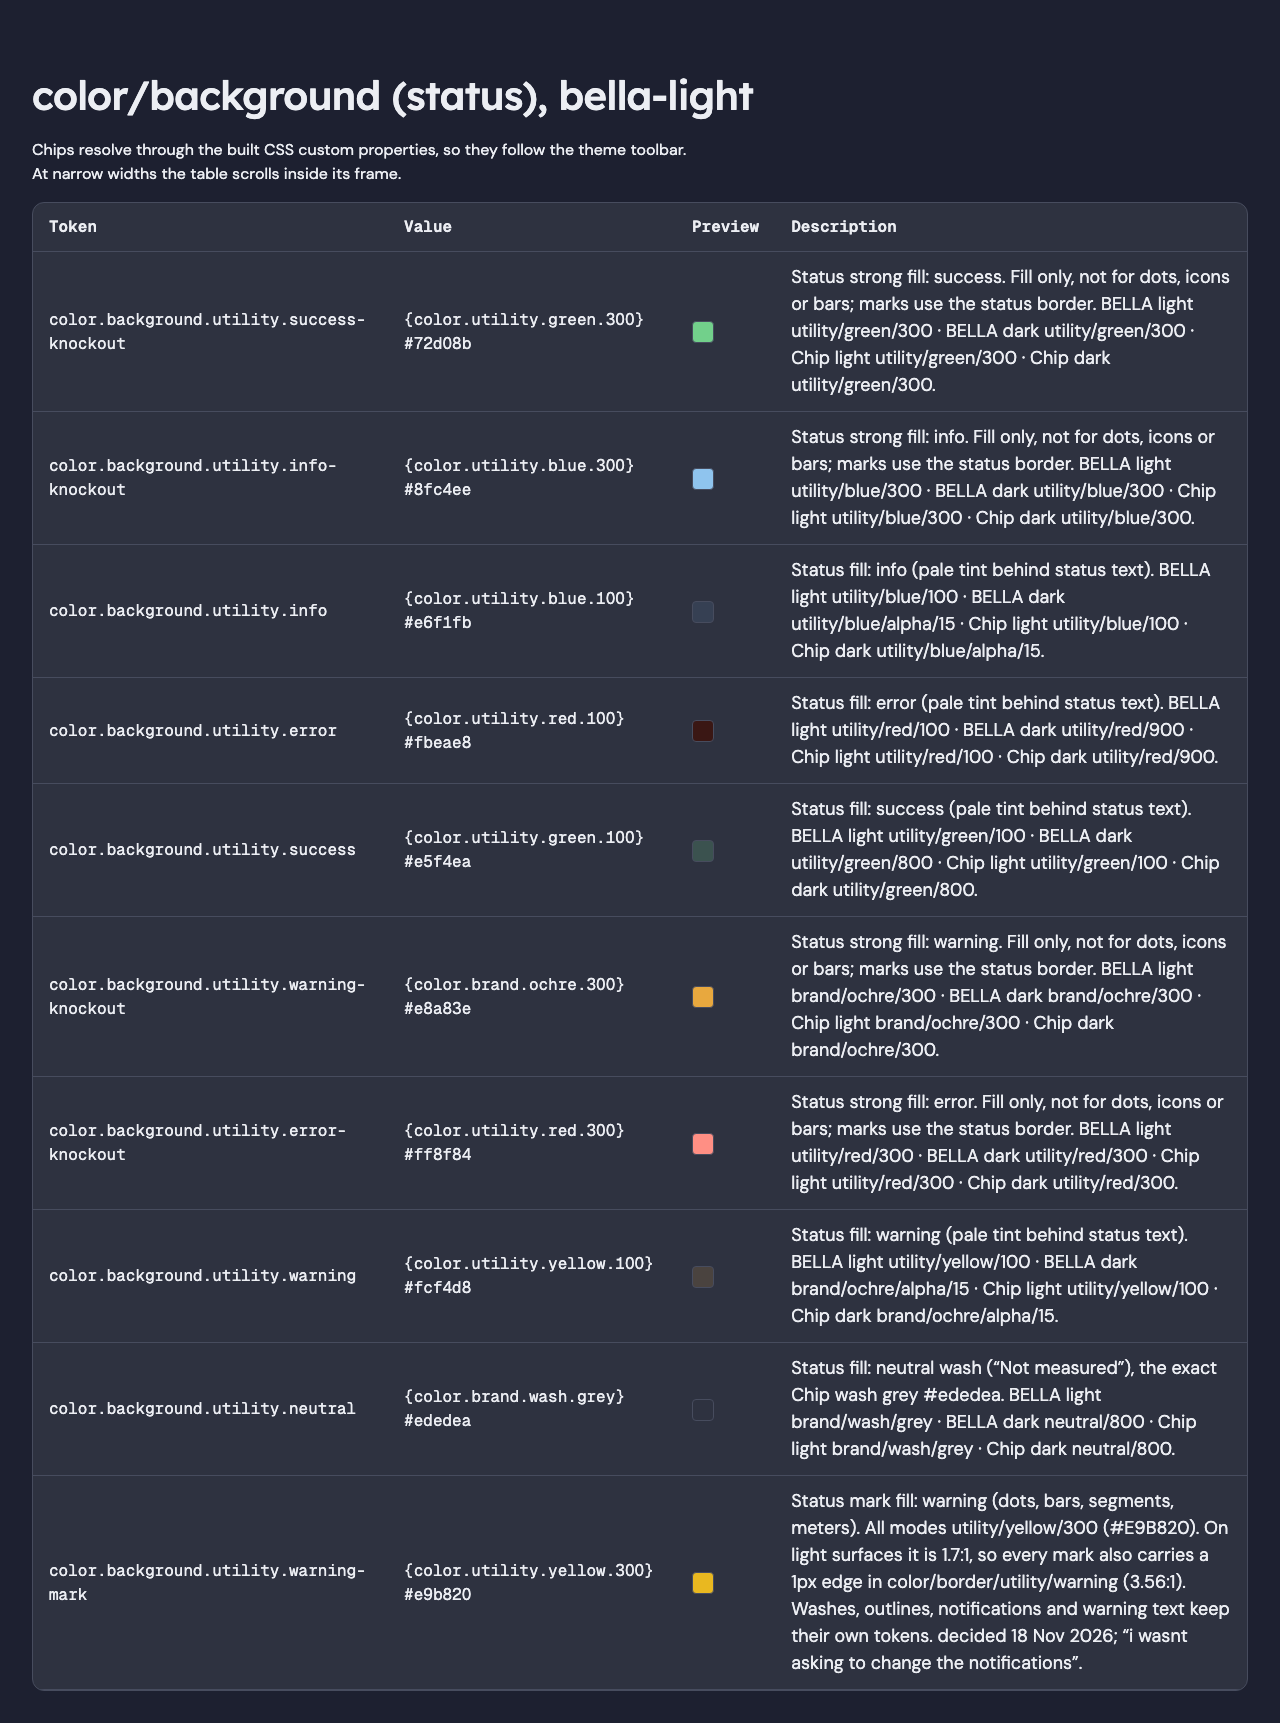 color/background (status), bella-light
Chips resolve through the built CSS custom properties, so they follow the theme toolbar.
At narrow widths the table scrolls inside its frame.
Token Value Preview Description
color.background.utility.success-
knockout
{color.utility.green.300}
#72d08b
Status strong fill: success. Fill only, not for dots, icons
or bars; marks use the status border. BELLA light
utility/green/300 · BELLA dark utility/green/300 ·
Chip light utility/green/300 · Chip dark
utility/green/300.
color.background.utility.info-
knockout
{color.utility.blue.300}
#8fc4ee
Status strong fill: info. Fill only, not for dots, icons or
bars; marks use the status border. BELLA light
utility/blue/300 · BELLA dark utility/blue/300 · Chip
light utility/blue/300 · Chip dark utility/blue/300.
color.background.utility.info
{color.utility.blue.100}
#e6f1fb
Status fill: info (pale tint behind status text). BELLA
light utility/blue/100 · BELLA dark
utility/blue/alpha/15 · Chip light utility/blue/100 ·
Chip dark utility/blue/alpha/15.
color.background.utility.error
{color.utility.red.100}
#fbeae8
Status fill: error (pale tint behind status text). BELLA
light utility/red/100 · BELLA dark utility/red/900 ·
Chip light utility/red/100 · Chip dark utility/red/900.
color.background.utility.success
{color.utility.green.100}
#e5f4ea
Status fill: success (pale tint behind status text).
BELLA light utility/green/100 · BELLA dark
utility/green/800 · Chip light utility/green/100 · Chip
dark utility/green/800.
color.background.utility.warning-
knockout
{color.brand.ochre.300}
#e8a83e
Status strong fill: warning. Fill only, not for dots, icons
or bars; marks use the status border. BELLA light
brand/ochre/300 · BELLA dark brand/ochre/300 ·
Chip light brand/ochre/300 · Chip dark
brand/ochre/300.
color.background.utility.error-
knockout
{color.utility.red.300}
#ff8f84
Status strong fill: error. Fill only, not for dots, icons or
bars; marks use the status border. BELLA light
utility/red/300 · BELLA dark utility/red/300 · Chip
light utility/red/300 · Chip dark utility/red/300.
color.background.utility.warning
{color.utility.yellow.100}
#fcf4d8
Status fill: warning (pale tint behind status text).
BELLA light utility/yellow/100 · BELLA dark
brand/ochre/alpha/15 · Chip light utility/yellow/100 ·
Chip dark brand/ochre/alpha/15.
color.background.utility.neutral
{color.brand.wash.grey}
#ededea
Status fill: neutral wash (“Not measured”), the exact
Chip wash grey #ededea. BELLA light
brand/wash/grey · BELLA dark neutral/800 · Chip
light brand/wash/grey · Chip dark neutral/800.
color.background.utility.warning-
mark
{color.utility.yellow.300}
#e9b820
Status mark fill: warning (dots, bars, segments,
meters). All modes utility/yellow/300 (#E9B820). On
light surfaces it is 1.7:1, so every mark also carries a
1px edge in color/border/utility/warning (3.56:1).
Washes, outlines, notifications and warning text keep
their own tokens. decided 18 Nov 2026; “i wasnt
asking to change the notifications”.